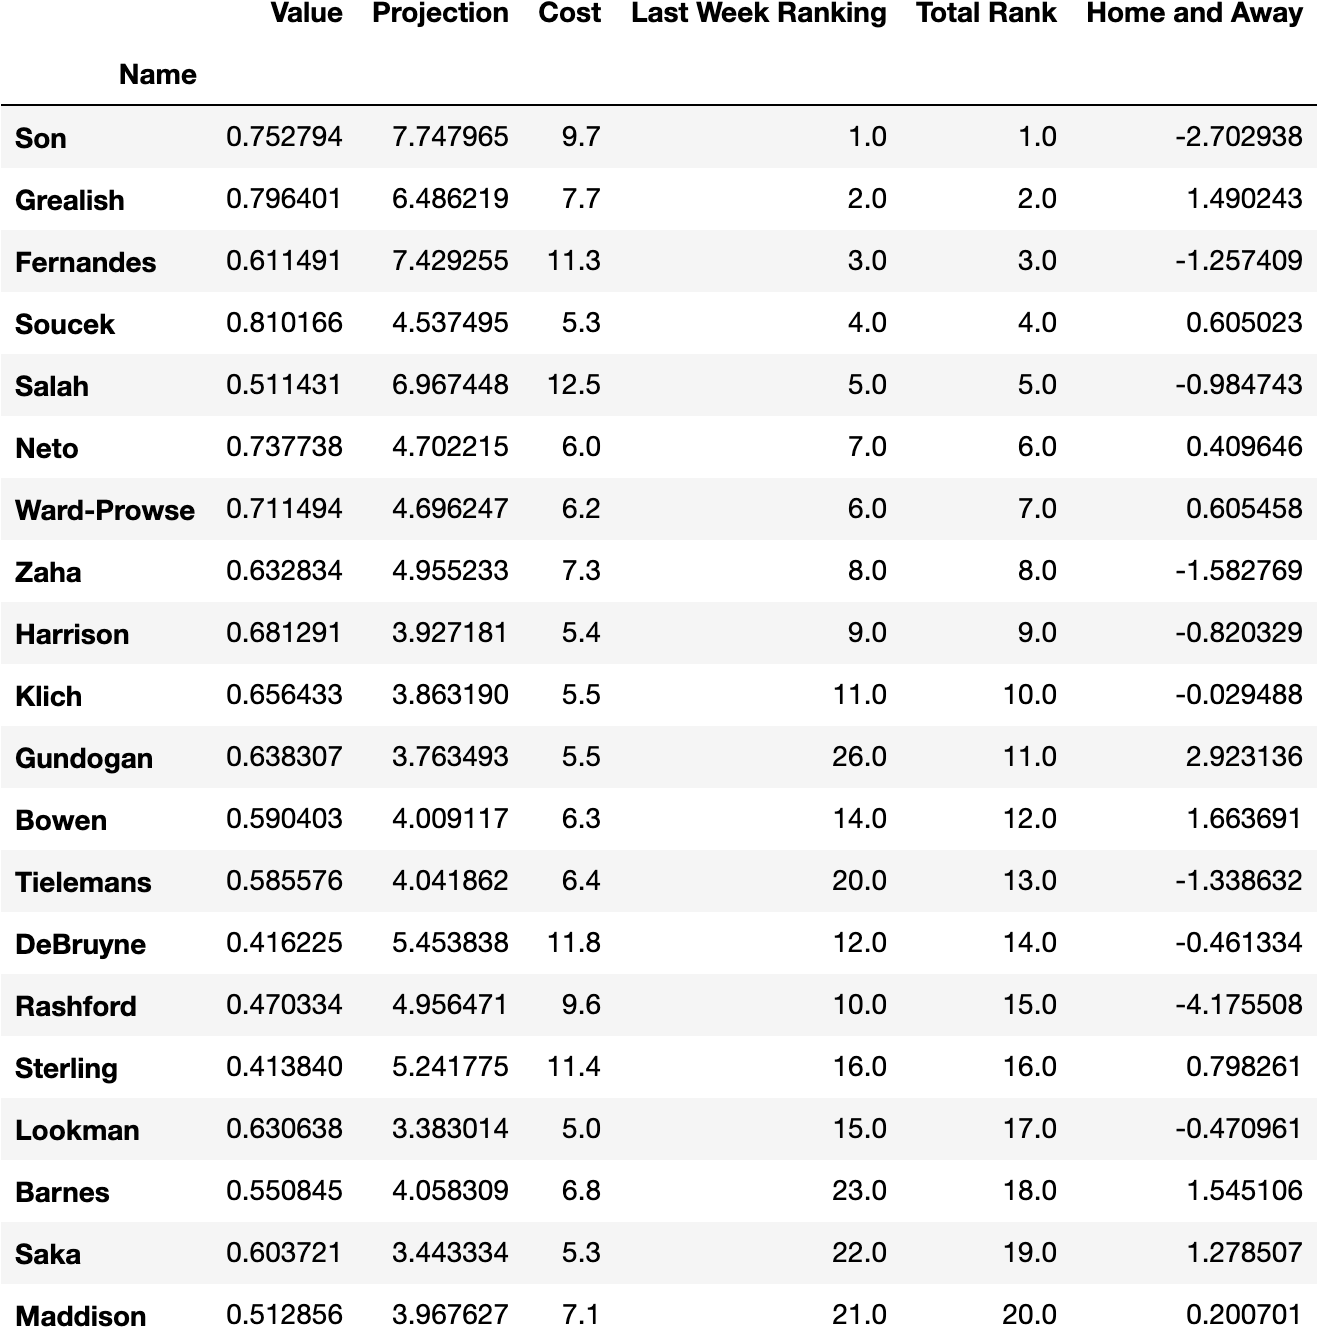 Value Projection Cost Last Week Ranking Total Rank Home and Away
Name
Son 0.752794 7.747965 9.7 1.0 1.0 -2.702938
Grealish 0.796401 6.486219 7.7 2.0 2.0 1.490243
Fernandes 0.611491 7.429255 11.3 3.0 3.0 -1.257409
Soucek 0.810166 4.537495 5.3 4.0 4.0 0.605023
Salah 0.511431 6.967448 12.5 5.0 5.0 -0.984743
Neto 0.737738 4.702215 6.0 7.0 6.0 0.409646
Ward-Prowse 0.711494 4.696247 6.2 6.0 7.0 0.605458
Zaha 0.632834 4.955233 7.3 8.0 8.0 -1.582769
Harrison 0.681291 3.927181 5.4 9.0 9.0 -0.820329
Klich 0.656433 3.863190 5.5 11.0 10.0 -0.029488
Gundogan 0.638307 3.763493 5.5 26.0 11.0 2.923136
Bowen 0.590403 4.009117 6.3 14.0 12.0 1.663691
Tielemans 0.585576 4.041862 6.4 20.0 13.0 -1.338632
DeBruyne 0.416225 5.453838 11.8 12.0 14.0 -0.461334
Rashford 0.470334 4.956471 9.6 10.0 15.0 -4.175508
Sterling 0.413840 5.241775 11.4 16.0 16.0 0.798261
Lookman 0.630638 3.383014 5.0 15.0 17.0 -0.470961
Barnes 0.550845 4.058309 6.8 23.0 18.0 1.545106
Saka 0.603721 3.443334 5.3 22.0 19.0 1.278507
Maddison 0.512856 3.967627 7.1 21.0 20.0 0.200701